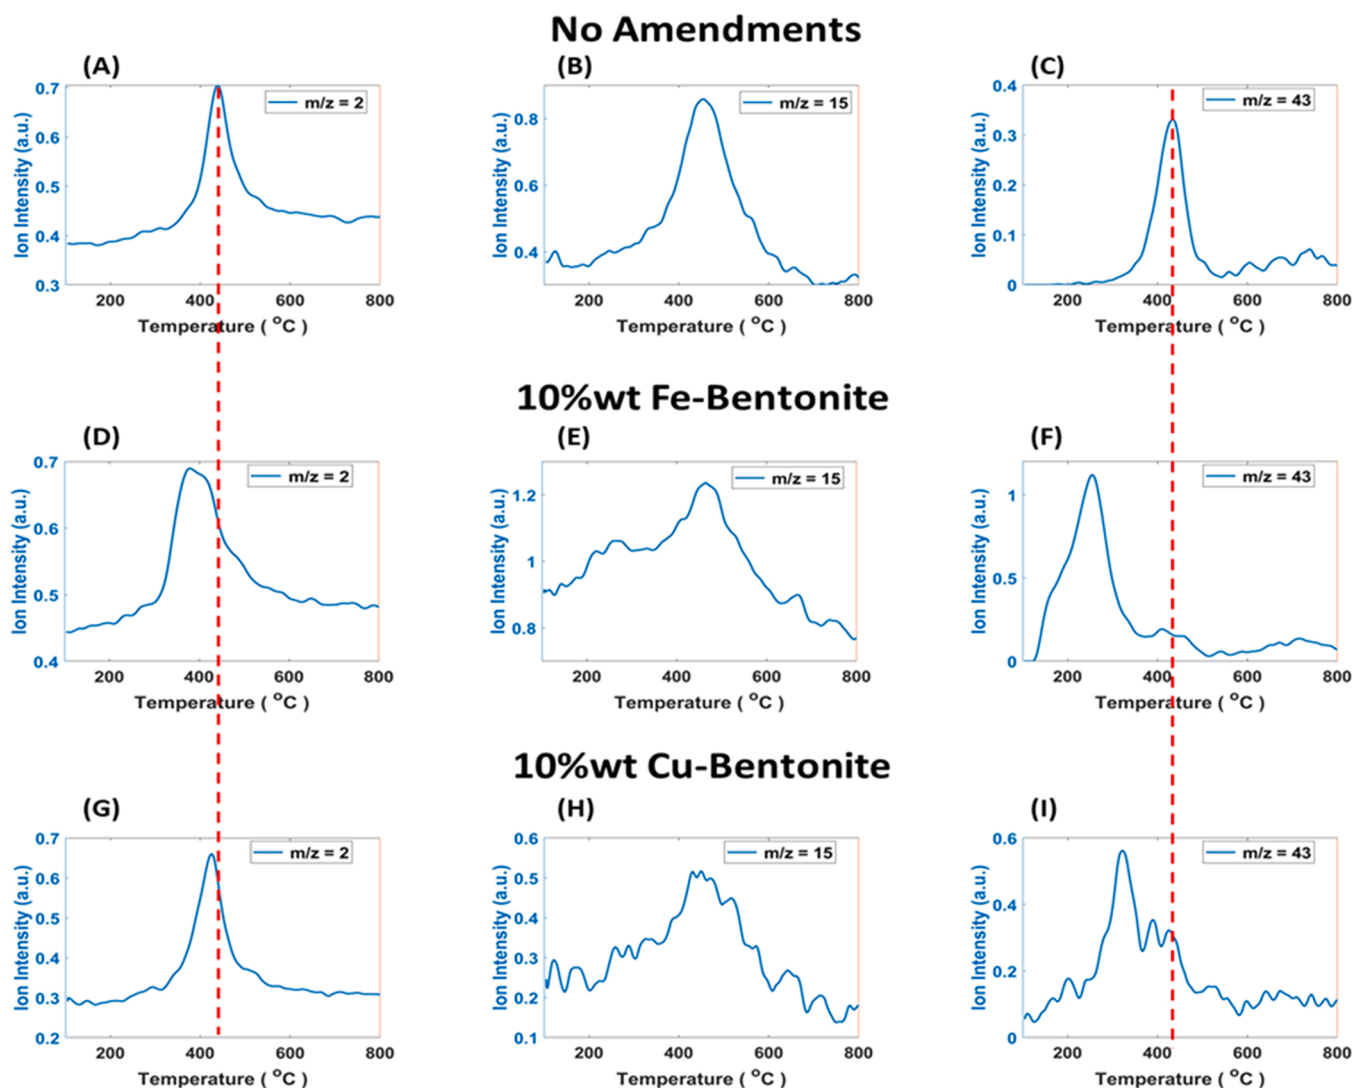 No Amendments
(A)
(B)
(C)
m/z = 2
m/z = 15
m/z = 43
Ion Intensity (a.u.)
0.7
0.6
0.5
0.4
0.3
Ion Intensity (a.u.)
0.8
0.6
0.4
Ion Intensity (a.u.)
0.4
0.3
0.2
0.1
0
200 400 600 800
200 400 600 800
200 400 600 800
Temperature ( °C )
Temperature ( °C )
Temperature ( °C )
10%wt Fe-Bentonite
(D)
(E)
(F)
m/z = 2
m/z = 15
m/z = 43
Ion Intensity (a.u.)
0.7
0.6
0.5
0.4
Ion Intensity (a.u.)
1.2
1
0.8
Ion Intensity (a.u.)
1
0.5
0
200 400 600 800
200 400 600 800
200 400 600 800
Temperature ( °C )
Temperature ( °C )
Temperature ( °C )
10%wt Cu-Bentonite
(G)
(H)
(I)
m/z = 2
m/z = 15
m/z = 43
Ion Intensity (a.u.)
0.7
0.6
0.5
0.4
0.3
0.2
Ion Intensity (a.u.)
0.6
0.5
0.4
0.3
0.2
0.1
Ion Intensity (a.u.)
0.6
0.4
0.2
0
200 400 600 800
200 400 600 800
200 400 600 800
Temperature ( °C )
Temperature ( °C )
Temperature ( °C )